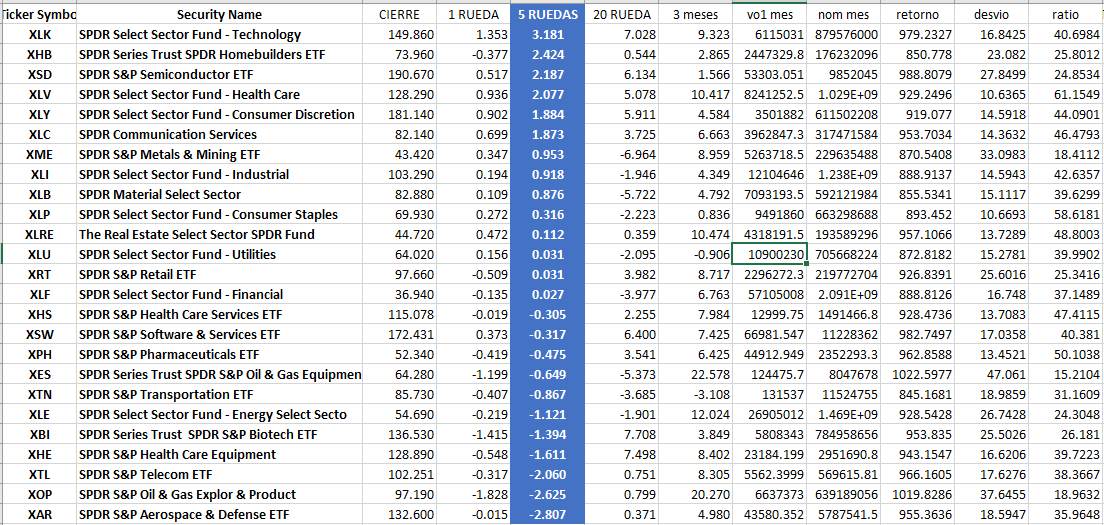 Ticker Symbo Security Name CIERRE 1 RUEDA 5 RUEDAS 20 RUEDA 3 meses vo1 mes nom mes retorno desvio ratio
XLK SPDR Select Sector Fund - Technology 149.860 1.353 3.181 7.028 9.323 6115031 879576000 979.2327 16.8425 40.6984
XHB SPDR Series Trust SPDR Homebuilders ETF 73.960 -0.377 2.424 0.544 2.865 2447329.8 176232096 850.778 23.082 25.8012
XSD SPDR S&P Semiconductor ETF 190.670 0.517 2.187 6.134 1.566 53303.051 9852045 988.8079 27.8499 24.8534
XLV SPDR Select Sector Fund - Health Care 128.290 0.936 2.077 5.078 10.417 8241252.5 1.029E+09 929.2496 10.6365 61.1549
XLY SPDR Select Sector Fund - Consumer Discretion 181.140 0.902 1.884 5.911 4.584 3501882 611502208 919.077 14.5918 44.0901
XLC SPDR Communication Services 82.140 0.699 1.873 3.725 6.663 3962847.3 317471584 953.7034 14.3632 46.4793
XME SPDR S&P Metals & Mining ETF 43.420 0.347 0.953 -6.964 8.959 5263718.5 229635488 870.5408 33.0983 18.4112
XLI SPDR Select Sector Fund - Industrial 103.290 0.194 0.918 -1.946 4.349 12104646 1.238E+09 888.9137 14.5943 42.6357
XLB SPDR Material Select Sector 82.880 0.109 0.876 -5.722 4.792 7093193.5 592121984 855.5341 15.1117 39.6299
XLP SPDR Select Sector Fund - Consumer Staples 69.930 0.272 0.316 -2.223 0.836 9491860 663298688 893.452 10.6693 58.6181
XLRE The Real Estate Select Sector SPDR Fund 44.720 0.472 0.112 0.359 10.474 4318191.5 193589296 957.1066 13.7289 48.8003
XLU SPDR Select Sector Fund - Utilities 64.020 0.156 0.031 -2.095 -0.906 10900230 705668224 872.8182 15.2781 39.9902
XRT SPDR S&P Retail ETF 97.660 -0.509 0.031 3.982 8.717 2296272.3 219772704 926.8391 25.6016 25.3416
XLF SPDR Select Sector Fund - Financial 36.940 -0.135 0.027 -3.977 6.763 57105008 2.091E+09 888.8126 16.748 37.1489
XHS SPDR S&P Health Care Services ETF 115.078 -0.019 -0.305 2.255 7.984 12999.75 1491466.8 928.4736 13.7083 47.4115
XSW SPDR S&P Software & Services ETF 172.431 0.373 -0.317 6.400 7.425 66981.547 11228362 982.7497 17.0358 40.381
XPH SPDR S&P Pharmaceuticals ETF 52.340 -0.419 -0.475 3.541 6.425 44912.949 2352293.3 962.8588 13.4521 50.1038
XES SPDR Series Trust SPDR S&P Oil & Gas Equipmen 64.280 -1.199 -0.649 -5.373 22.578 124475.7 8047678 1022.5977 47.061 15.2104
XTN SPDR S&P Transportation ETF 85.730 -0.407 -0.867 -3.685 -3.108 131537 11524755 845.1681 18.9859 31.1609
XLE SPDR Select Sector Fund - Energy Select Secto 54.690 -0.219 -1.121 -1.901 12.024 26905012 1.469E+09 928.5428 26.7428 24.3048
XBI SPDR Series Trust SPDR S&P Biotech ETF 136.530 -1.415 -1.394 7.708 3.849 5808343 784958656 953.835 25.5026 26.181
XHE SPDR S&P Health Care Equipment 128.890 -0.548 -1.611 7.498 8.402 23184.199 2951690.8 943.1547 16.6206 39.7223
XTL SPDR S&P Telecom ETF 102.251 -0.317 -2.060 0.751 8.305 5562.3999 569615.81 966.1605 17.6276 38.3667
XOP SPDR S&P Oil & Gas Explor & Product 97.190 -1.828 -2.625 0.799 20.270 6637373 639189056 1019.8286 37.6455 18.9632
XAR SPDR S&P Aerospace & Defense ETF 132.600 -0.015 -2.807 0.371 4.980 43580.352 5787541.5 955.3636 18.5947 35.9648